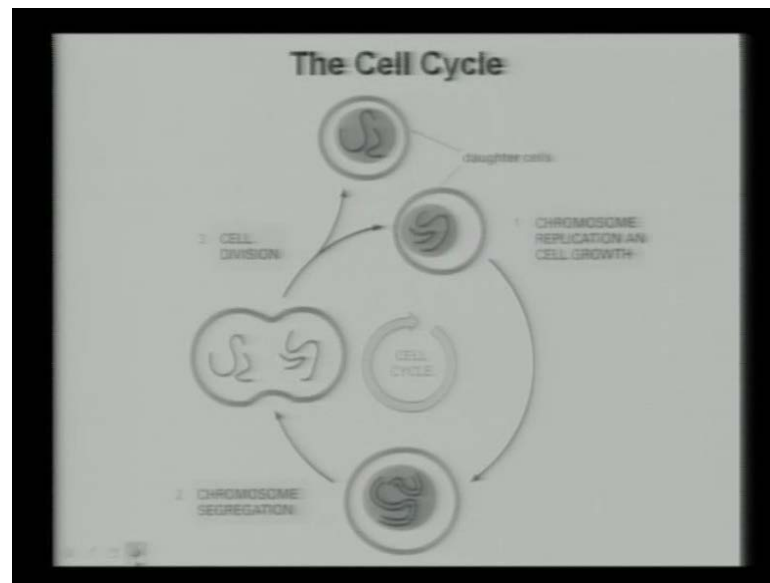 The Cell Cycle
daughter cells
1 CHROMOSOME
REPLICATION AN
CELL GROWTH
3 CELL
DIVISION
CELL
CYCLE
2 CHROMOSOME
SEGREGATION